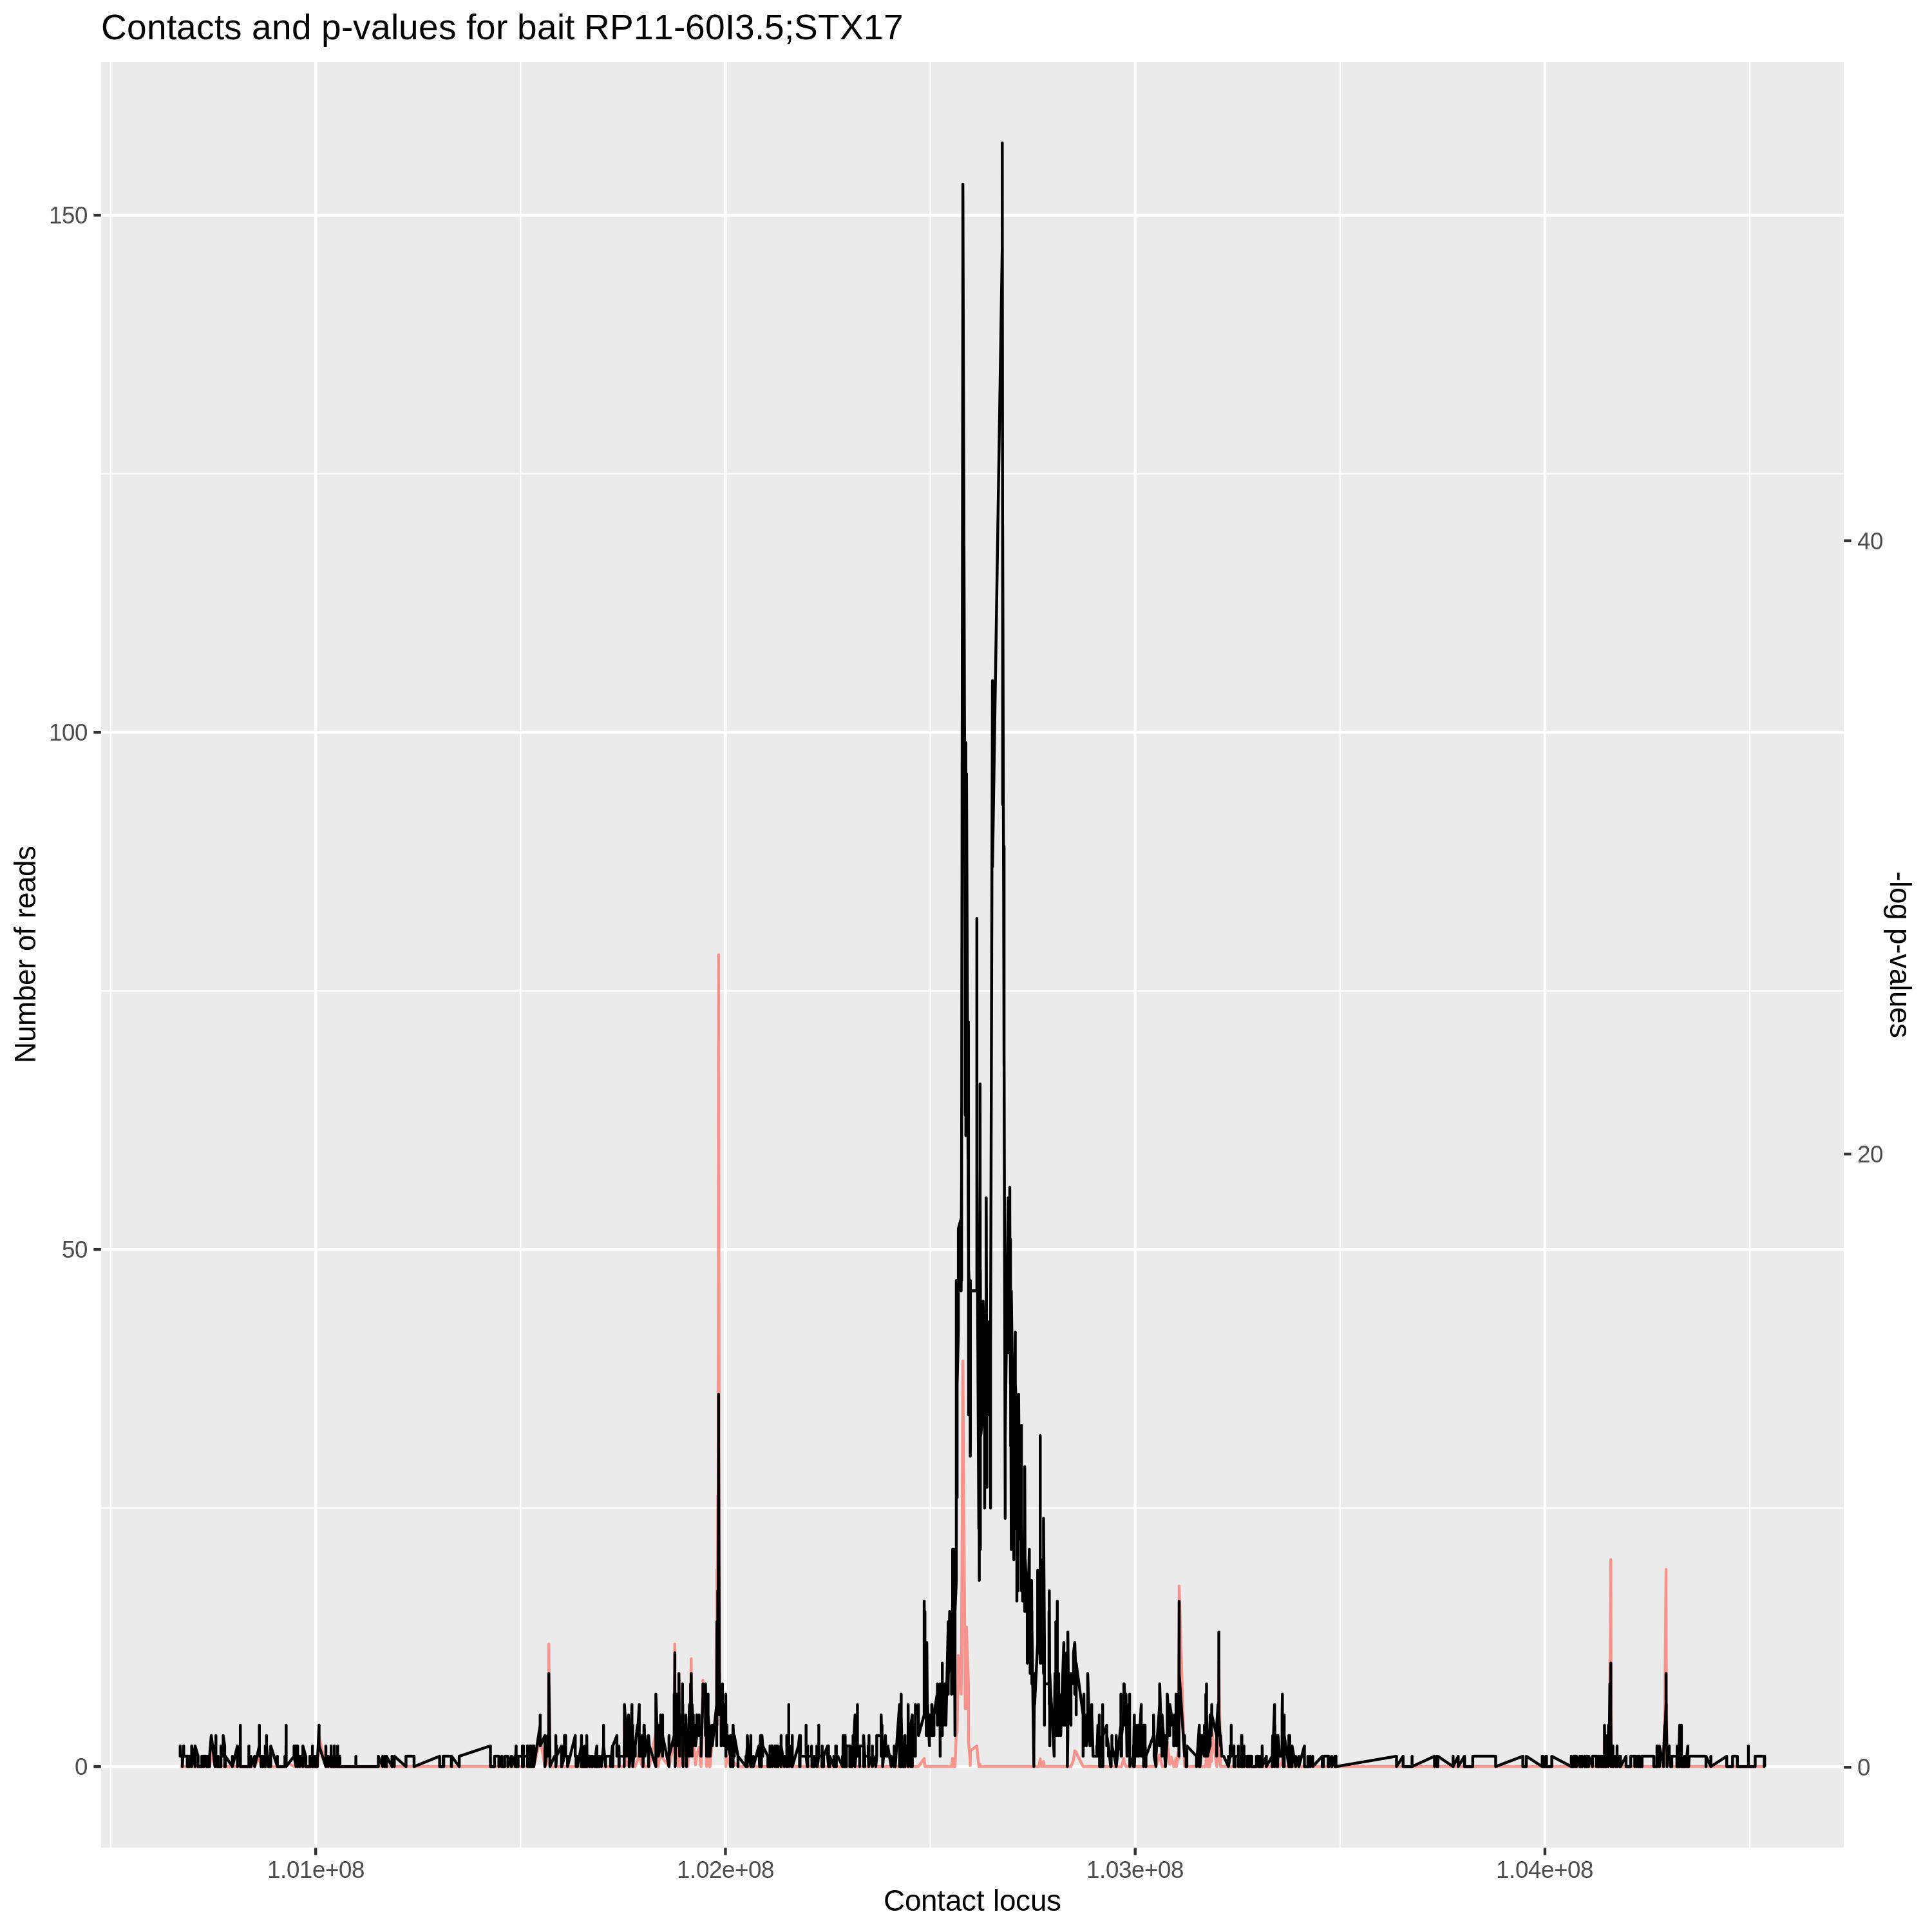 Contacts and p-values for bait RP11-60I3.5;STX17
150
100
50
0
Number of reads
40
20
0
-log p-values
1.01e+08 1.02e+08 1.03e+08 1.04e+08
Contact locus